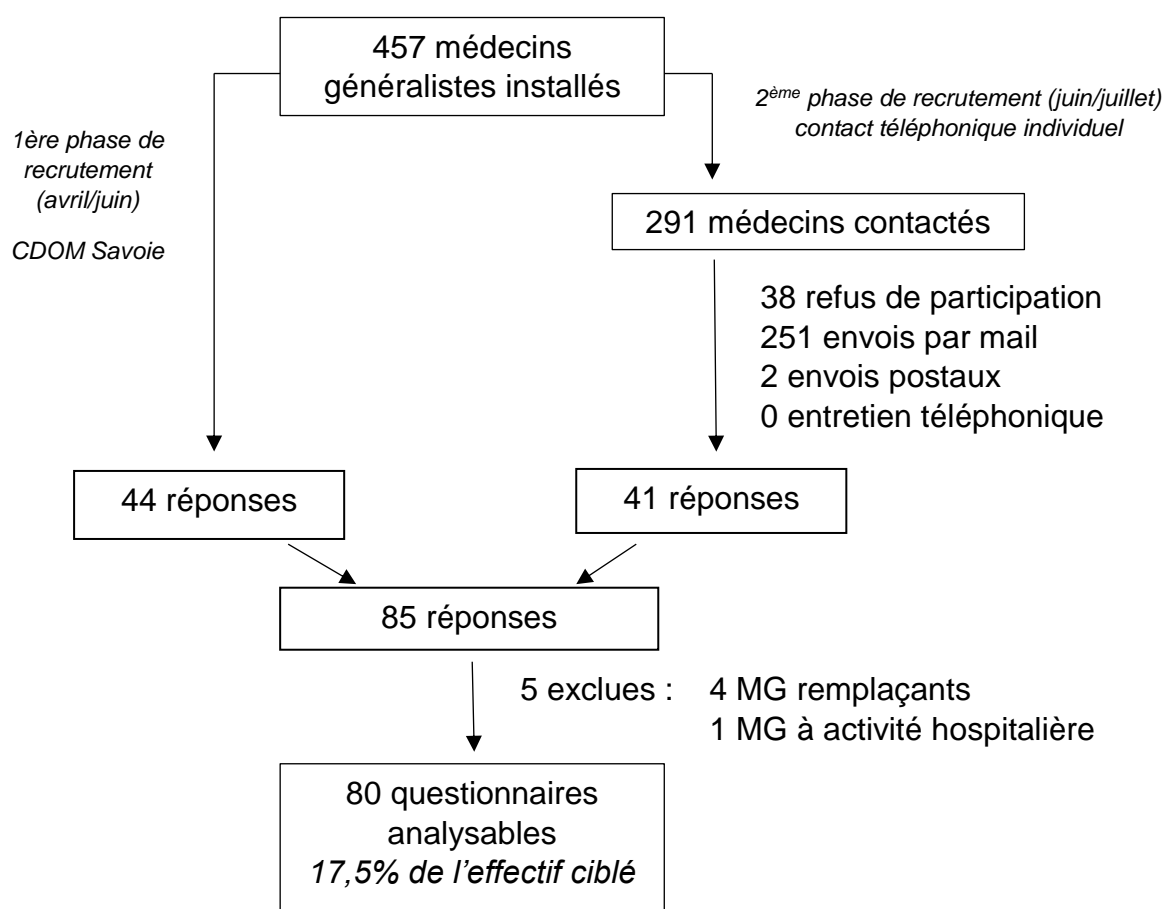 457 médecins
généralistes installés
1ère phase de
recrutement
(avril/juin)
CDOM Savoie
2ème phase de recrutement (juin/juillet)
contact téléphonique individuel
291 médecins contactés
38 refus de participation
251 envois par mail
2 envois postaux
0 entretien téléphonique
44 réponses
41 réponses
85 réponses
5 exclues : 4 MG remplaçants
1 MG à activité hospitalière
80 questionnaires
analysables
17,5% de l’effectif ciblé